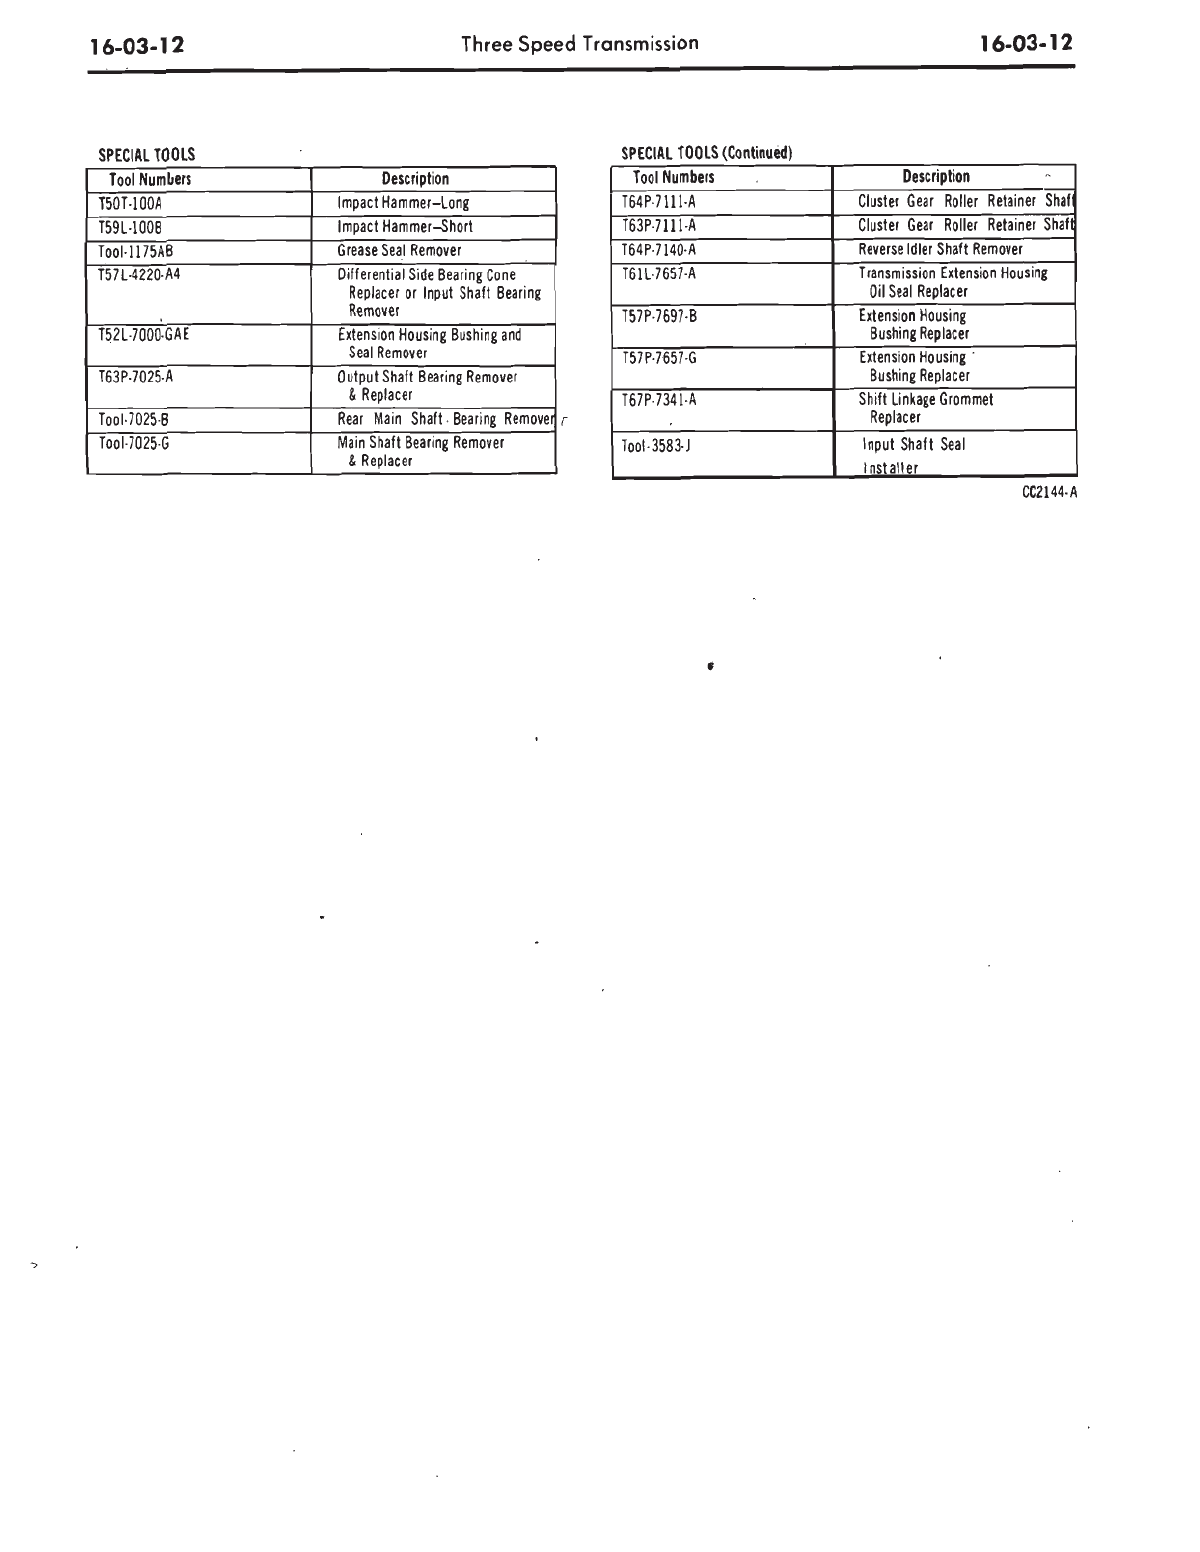 16-03-12 Three Speed Transmission 16-03-12
SPECIAL TOOLS
Tool Numbers Description
T50T-100A Impact Hammer—Long
T59L-100B Impact Hammer—Short
Tool-1175AB Grease Seal Remover
T57L-4220-A4 Differential Side Bearing Cone
Replacer or Input Shaft Bearing
Remover
T52L-7000-GAE Extension Housing Bushing and
Seal Remover
T63P-7025-A Output Shaft Bearing Remover
& Replacer
Tool-7025-B Rear Main Shaft Bearing Remover
Tool-7025-G Main Shaft Bearing Remover
& Replacer
SPECIAL TOOLS (Continued)
Tool Numbers Description
T64P-7111-A Cluster Gear Roller Retainer Shaft
T63P-7111-A Cluster Gear Roller Retainer Shaft
T64P-7140-A Reverse Idler Shaft Remover
T61L-7657-A Transmission Extension Housing
Oil Seal Replacer
T57P-7697-B Extension Housing
Bushing Replacer
T57P-7657-G Extension Housing
Bushing Replacer
T67P-7341-A Shift Linkage Grommet
Replacer
Tool-3583-J Input Shaft Seal
Installer
CC2144-A